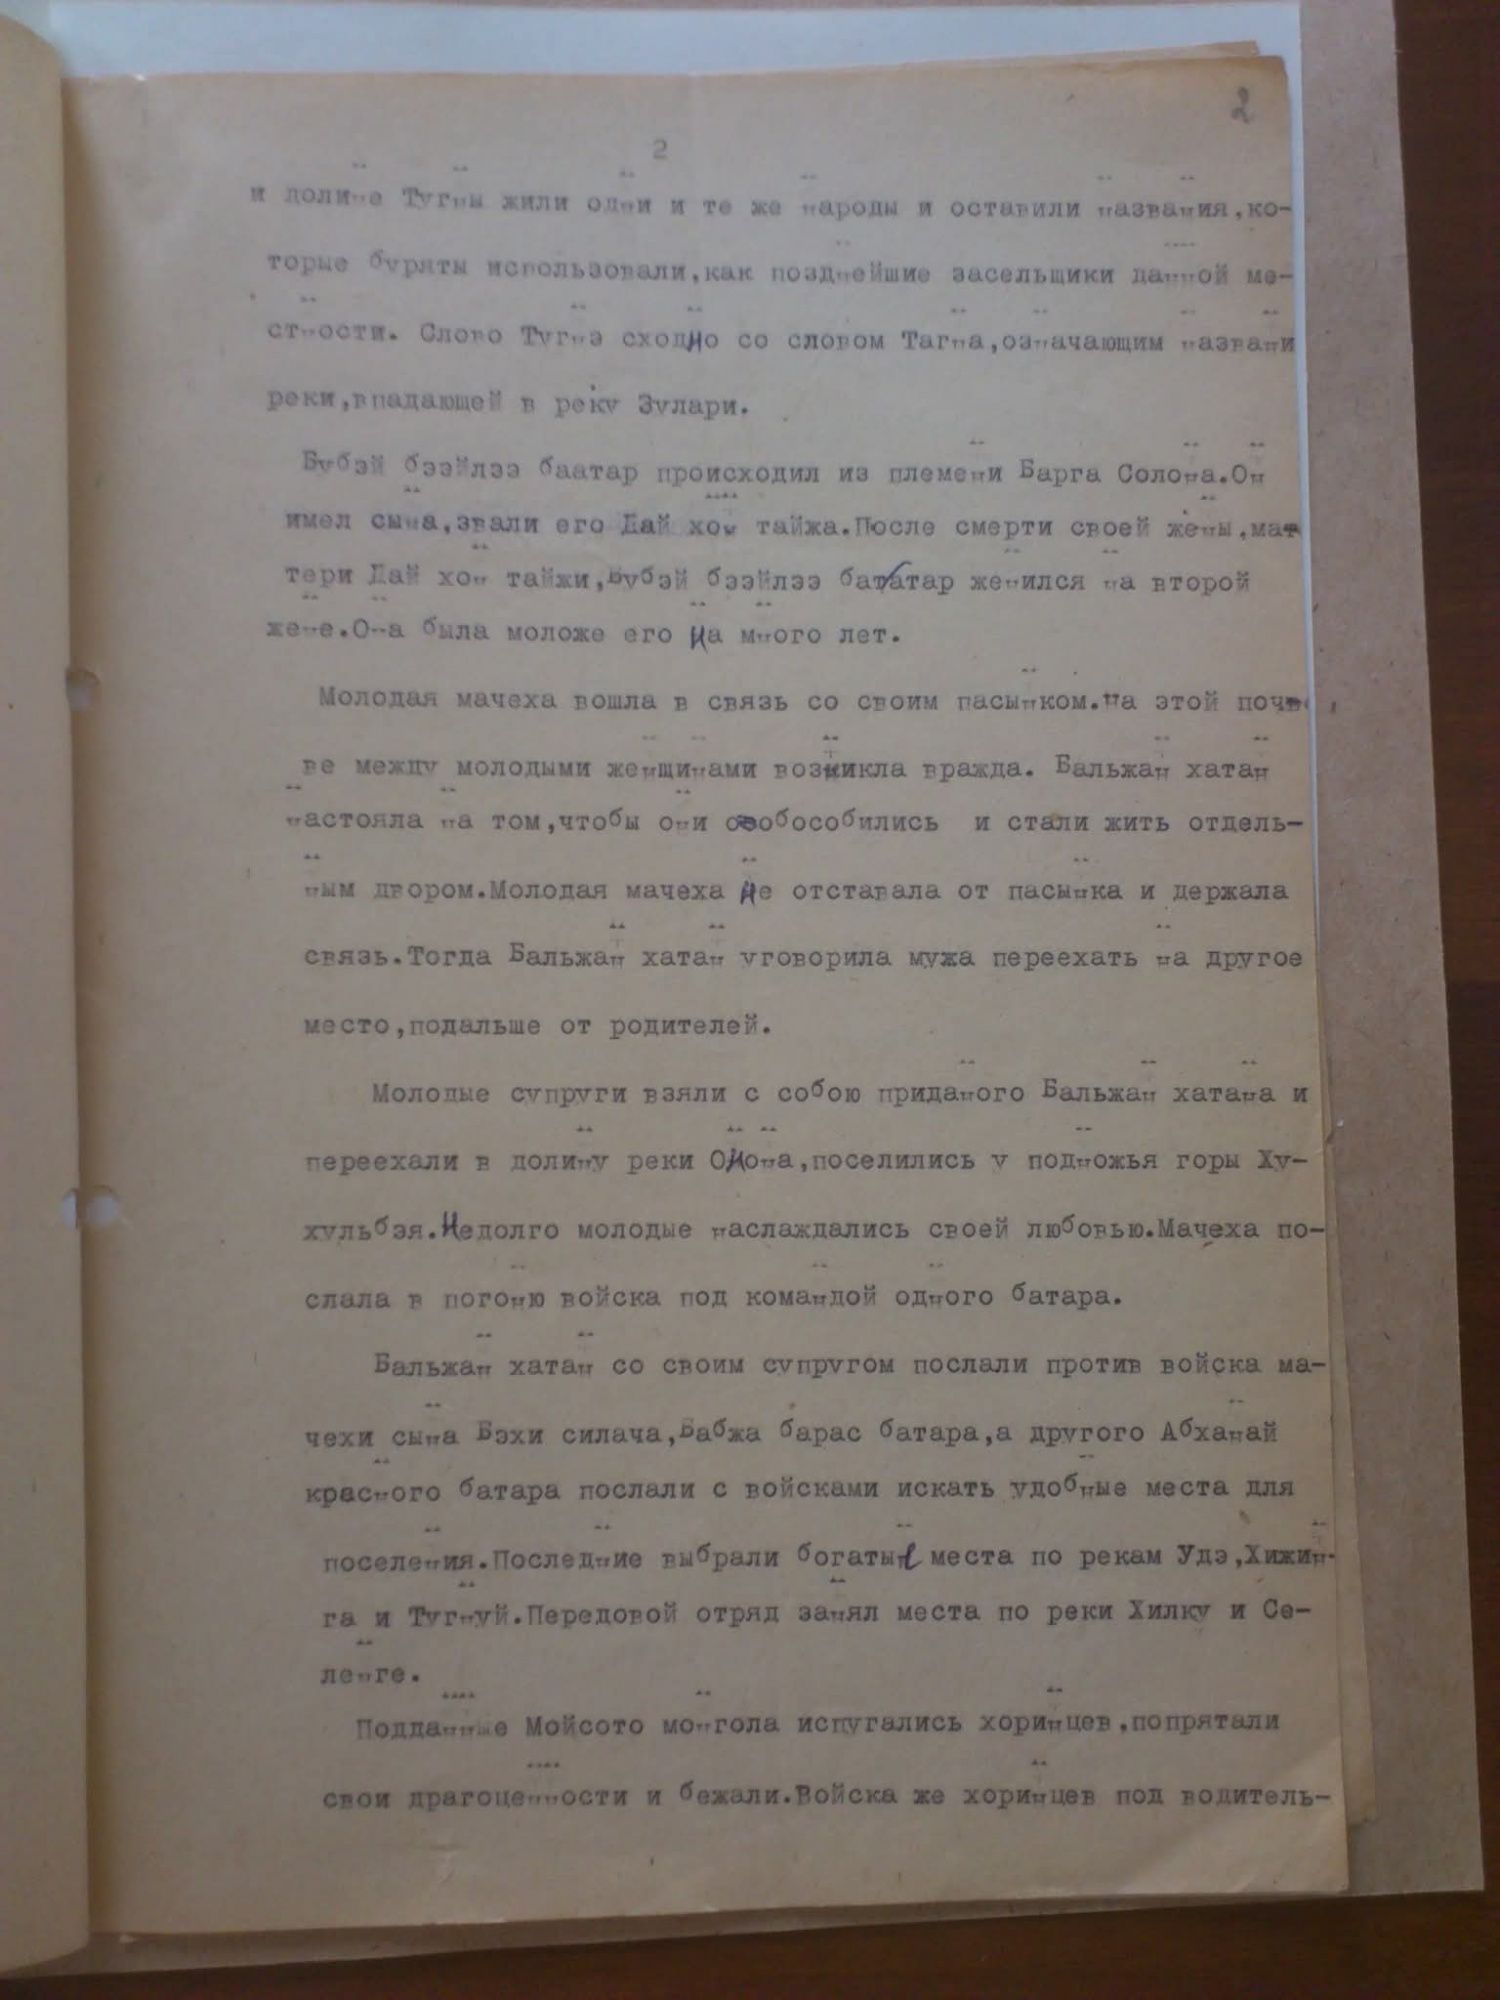 2
2
и долине Тугны жили одни и те же народы и оставили названия,ко-
торые буряты использовали,как позднейшие засельщики данной ме-
стности. Слово Тугнэ сходно со словом Тагна,означающим названи
реки,впадающей в реку Зулари.
Бубэй бээйлээ баатар происходил из племени Барга Солона.Он
имел сына,звали его Дай хон тайжа.После смерти своей жены,мат
тери Дай хон тайжи,Бубэй бээйлээ бататар женился на второй
жене.Она была моложе его на много лет.
Молодая мачеха вошла в связь со своим пасынком.На этой поч
ве между молодыми женщинами возникла вражда. Бальжан хатан
настояла на том,чтобы они обособились и стали жить отдель-
ным двором.Молодая мачеха не отставала от пасынка и держала
связь.Тогда Бальжан хатан уговорила мужа переехать на другое
место,подальше от родителей.
Молодые супруги взяли с собою приданого Бальжан хатана и
переехали в долину реки Онона,поселились у подножья горы Ху-
хульбэя.Недолго молодые наслаждались своей любовью.Мачеха по-
слала в погоню войска под командой одного батара.
Бальжан хатан со своим супругом послали против войска ма-
чехи сына Бэхи силача,Бабжа барас батара,а другого Абханай
красного батара послали с войсками искать удобные места для
поселения.Последние выбрали богатые места по рекам Удэ,Хижин-
га и Тугнуй.Передовой отряд занял места по реки Хилку и Се-
ленге.
Подданные Мойсото монгола испугались хоринцев,попрятали
свои драгоценности и бежали.Войска же хоринцев под водитель-